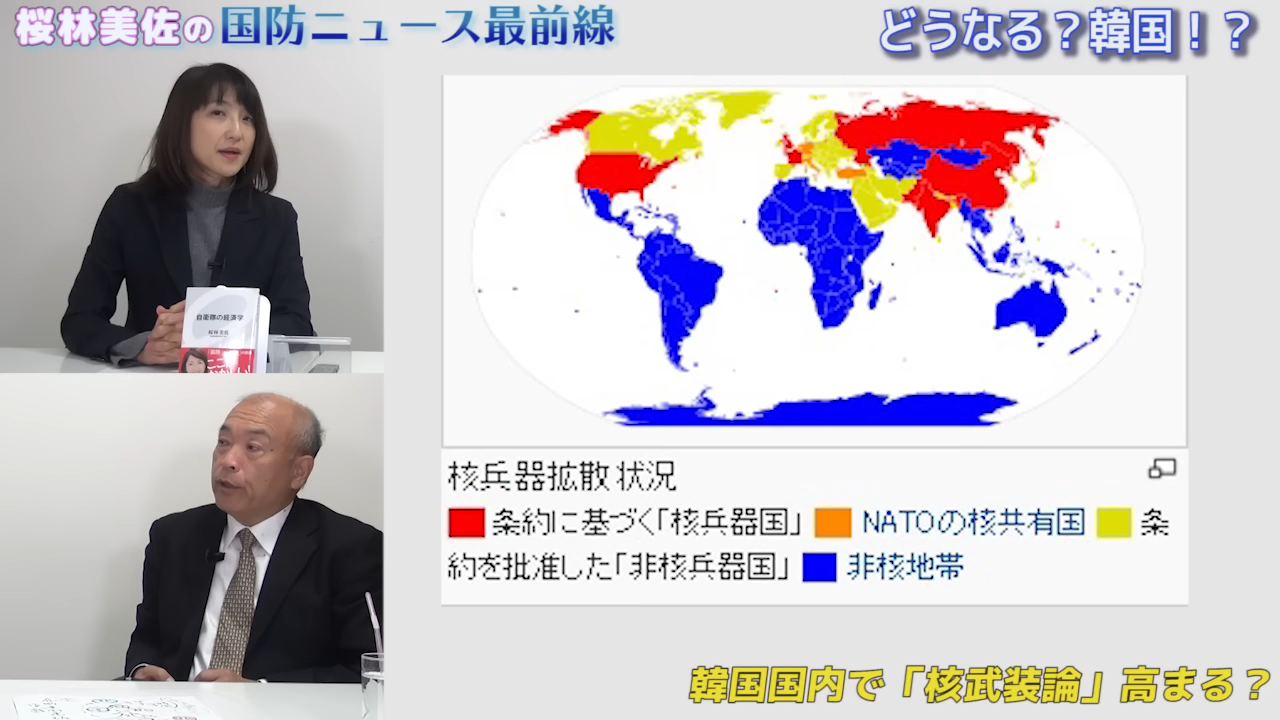 桜林美佐の国防ニュース最前線
どうなる？韓国！？
自衛隊の経済学
桜林美佐
核兵器拡散状況
条約に基づく「核兵器国」 NATOの核共有国 条
約を批准した「非核兵器国」 非核地帯
韓国国内で「核武装論」高まる？